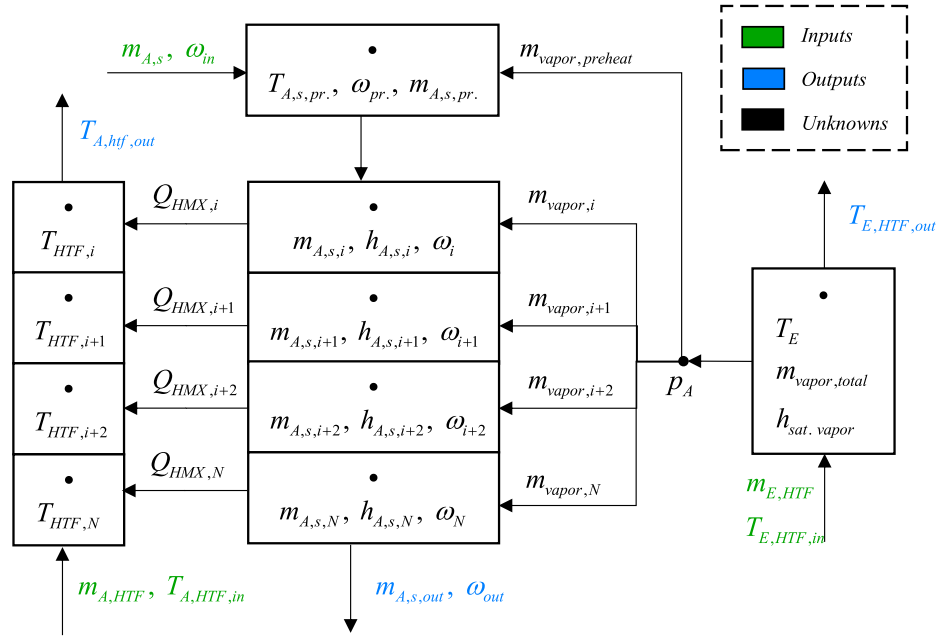 m_{A,s}, ω_{in}
T_{A,s,pr.}, ω_{pr.}, m_{A,s,pr.}
m_{vapor,preheat}
Inputs
Outputs
Unknowns
T_{A,htf,out}
Q_{HMX,i}
m_{vapor,i}
T_{HTF,i}
m_{A,s,i}, h_{A,s,i}, ω_i
T_{E,HTF,out}
Q_{HMX,i+1}
m_{vapor,i+1}
T_{HTF,i+1}
m_{A,s,i+1}, h_{A,s,i+1}, ω_{i+1}
Q_{HMX,i+2}
m_{vapor,i+2}
T_{HTF,i+2}
m_{A,s,i+2}, h_{A,s,i+2}, ω_{i+2}
p_A
T_E
m_{vapor,total}
h_{sat. vapor}
Q_{HMX,N}
m_{vapor,N}
T_{HTF,N}
m_{A,s,N}, h_{A,s,N}, ω_N
m_{E,HTF}
T_{E,HTF,in}
m_{A,HTF}, T_{A,HTF,in}
m_{A,s,out}, ω_{out}